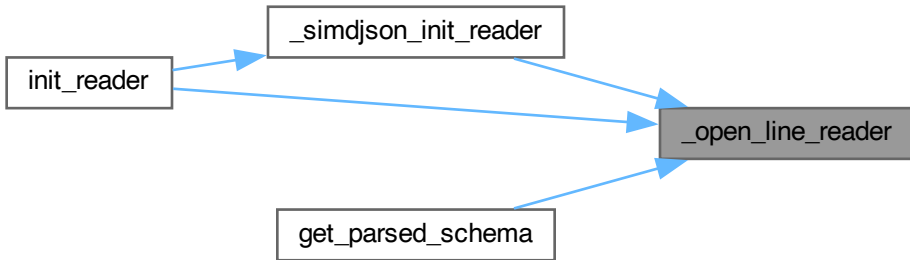 _simdjson_init_reader
init_reader
_open_line_reader
get_parsed_schema